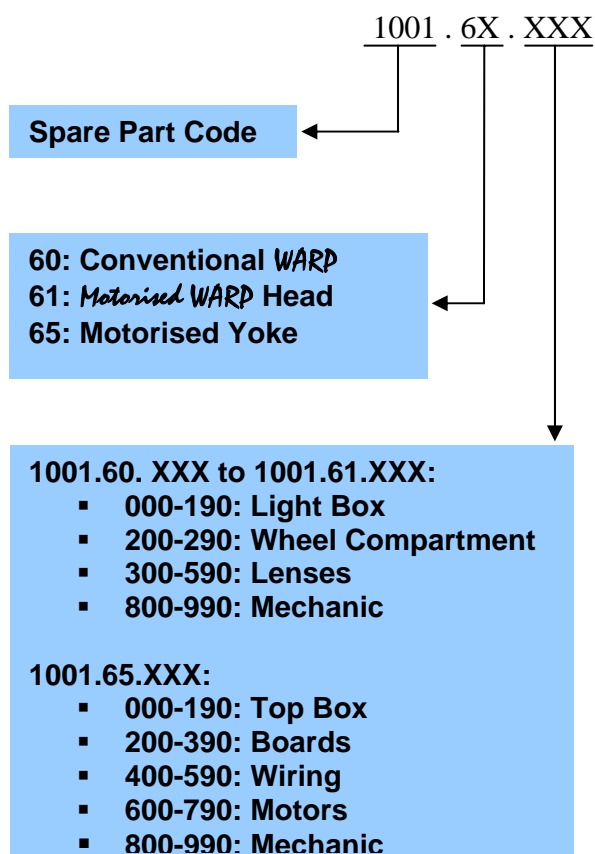 1001 . 6X . XXX
Spare Part Code
60: Conventional WARP
61: Motorised WARP Head
65: Motorised Yoke
1001.60. XXX to 1001.61.XXX:
▪ 000-190: Light Box
▪ 200-290: Wheel Compartment
▪ 300-590: Lenses
▪ 800-990: Mechanic
1001.65.XXX:
▪ 000-190: Top Box
▪ 200-390: Boards
▪ 400-590: Wiring
▪ 600-790: Motors
▪ 800-990: Mechanic